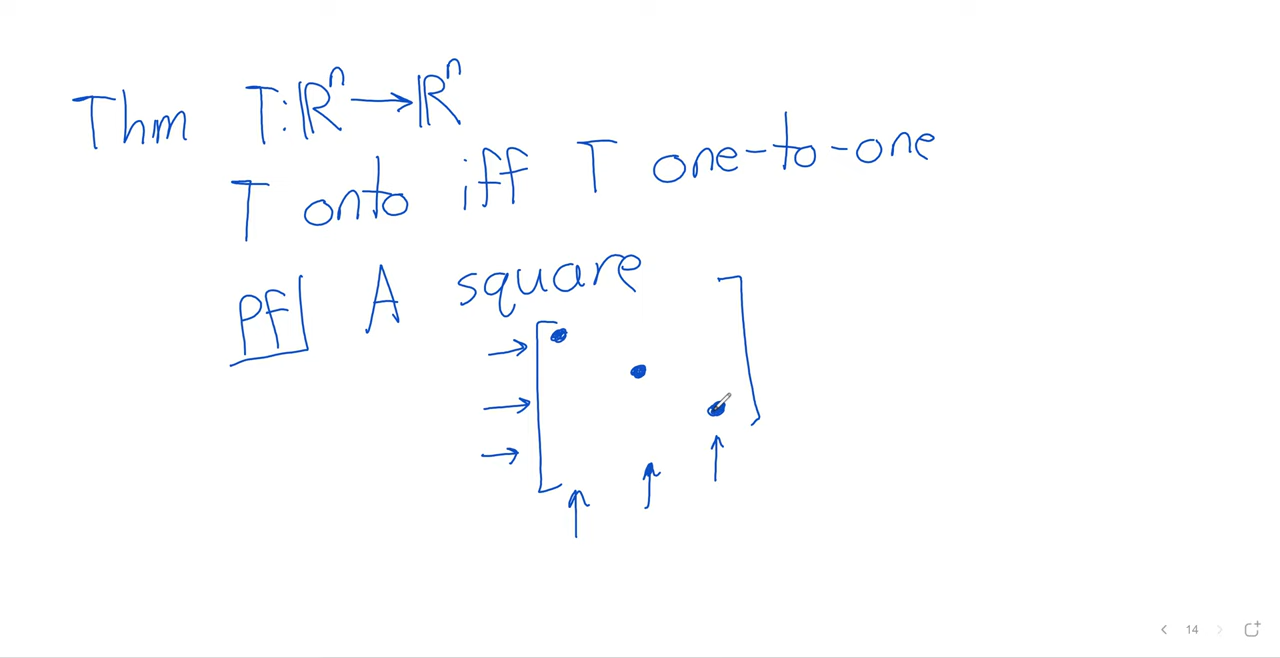 Thm T:ℝⁿ→ℝⁿ
T onto iff T one-to-one
Pf A square
14